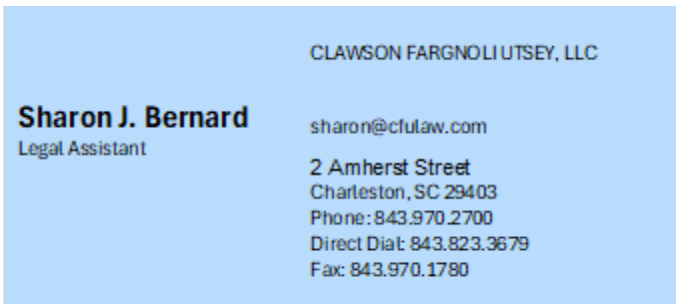 CLAWSON FARGNOLI UTSEY, LLC
Sharon J. Bernard
Legal Assistant
sharon@cfulaw.com
2 Amherst Street
Charleston, SC 29403
Phone: 843.970.2700
Direct Dial: 843.823.3679
Fax: 843.970.1780